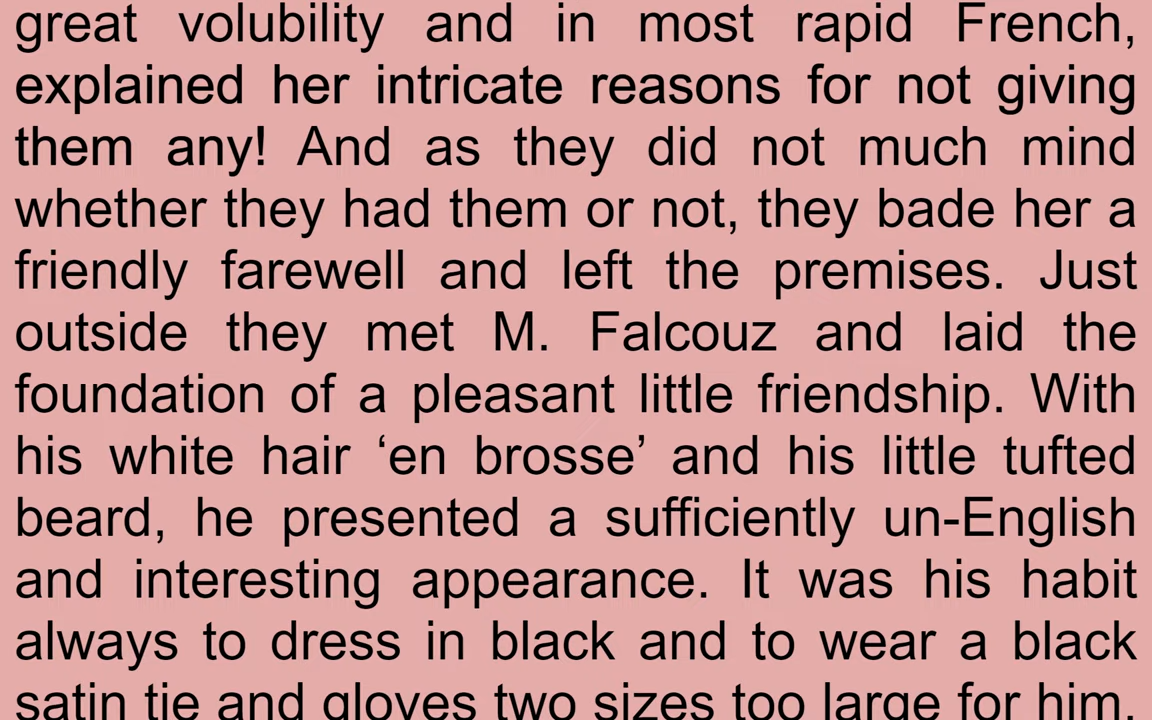 great volubility and in most rapid French,
explained her intricate reasons for not giving
them any! And as they did not much mind
whether they had them or not, they bade her a
friendly farewell and left the premises. Just
outside they met M. Falcouz and laid the
foundation of a pleasant little friendship. With
his white hair ‘en brosse’ and his little tufted
beard, he presented a sufficiently un-English
and interesting appearance. It was his habit
always to dress in black and to wear a black
satin tie and gloves two sizes too large for him.